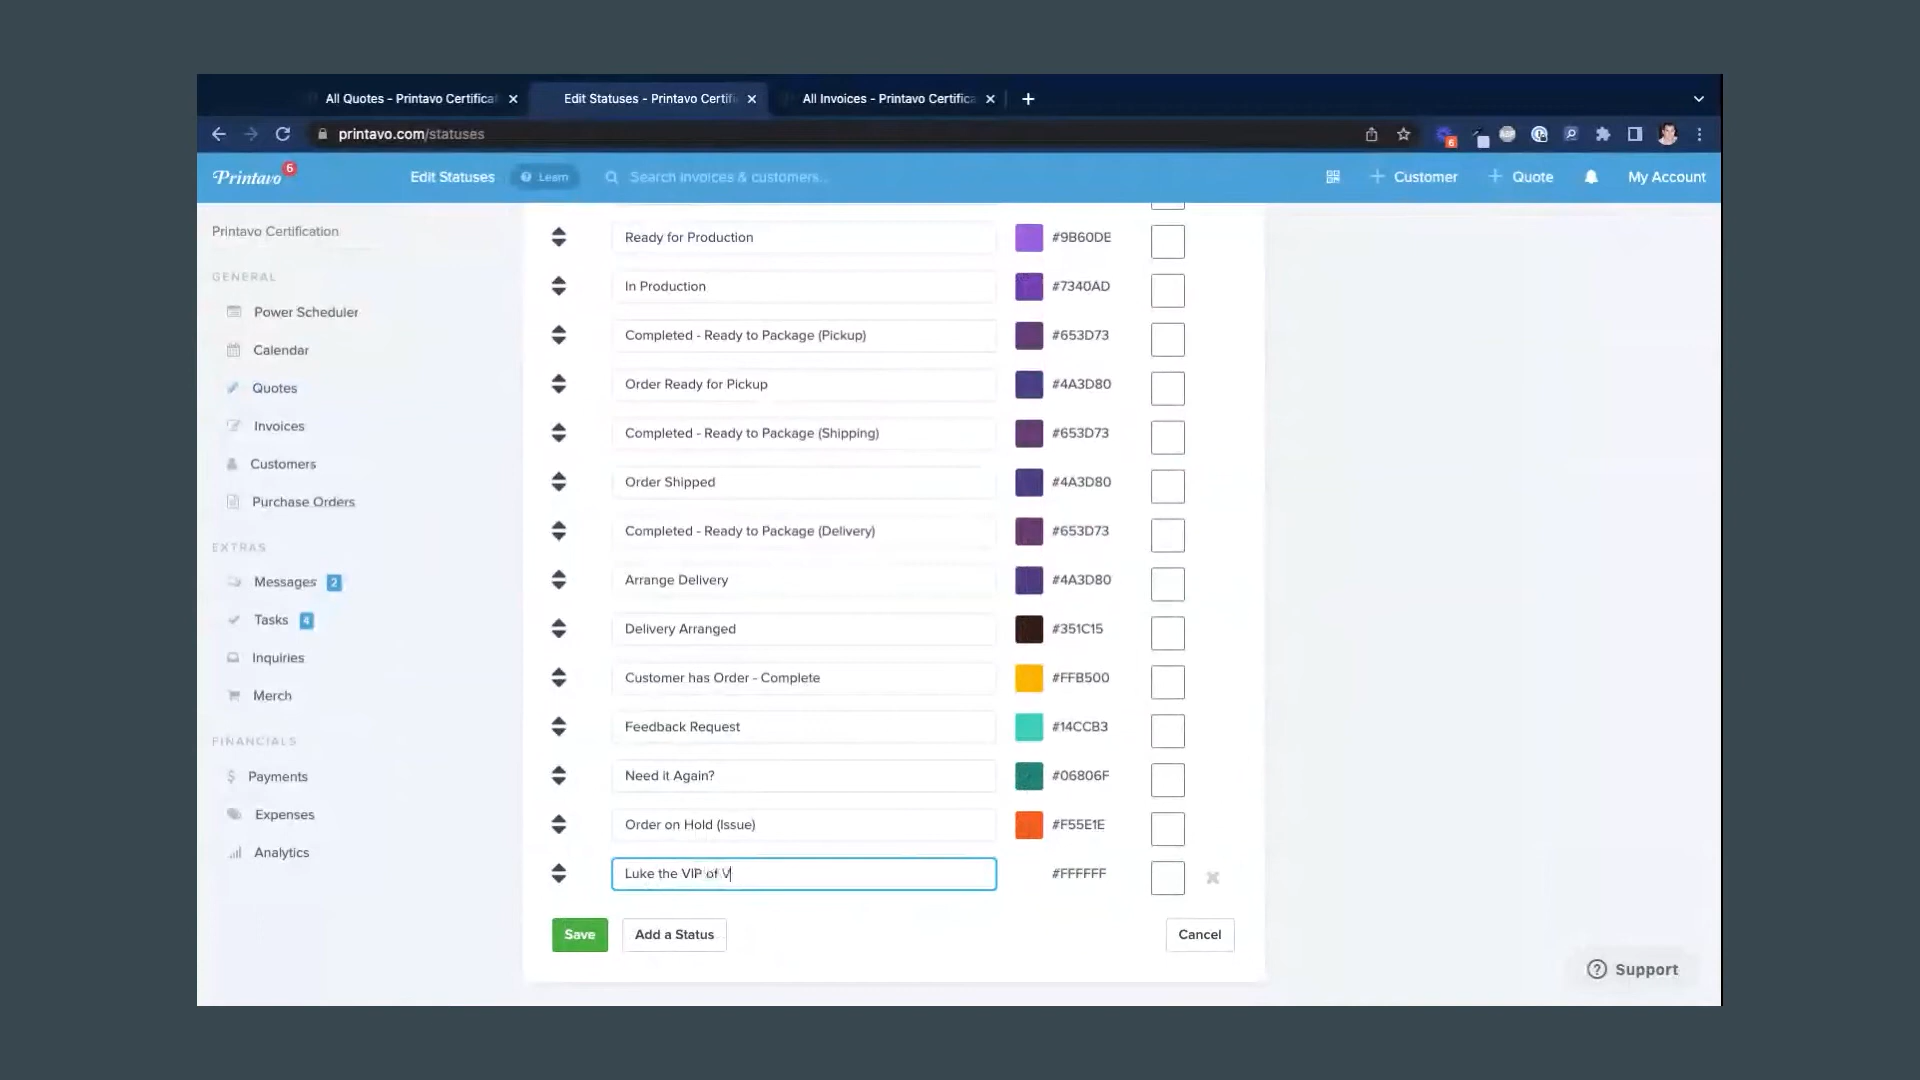 All Quotes - Printavo Certificat
Edit Statuses - Printavo Certifi
All Invoices - Printavo Certifica
printavo.com/statuses
6
Printavo
6
Edit Statuses
Learn
Search invoices & customers...
Customer
Quote
My Account
Printavo Certification
GENERAL
Power Scheduler
Calendar
Quotes
Invoices
Customers
Purchase Orders
EXTRAS
Messages 2
Tasks 4
Inquiries
Merch
FINANCIALS
Payments
Expenses
Analytics
Ready for Production #9B60DE
In Production #7340AD
Completed - Ready to Package (Pickup) #653D73
Order Ready for Pickup #4A3D80
Completed - Ready to Package (Shipping) #653D73
Order Shipped #4A3D80
Completed - Ready to Package (Delivery) #653D73
Arrange Delivery #4A3D80
Delivery Arranged #351C15
Customer has Order - Complete #FFB500
Feedback Request #14CCB3
Need it Again? #06806F
Order on Hold (Issue) #F55E1E
Luke the VIP of V #FFFFFF
Save
Add a Status
Cancel
Support